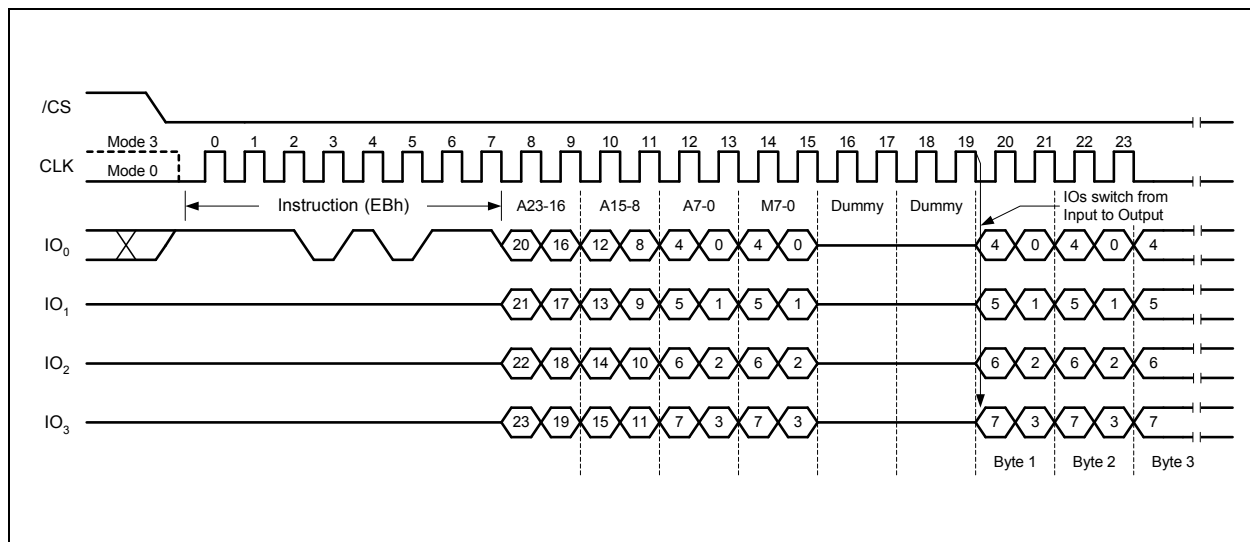 /CS
Mode 3 0 1 2 3 4 5 6 7 8 9 10 11 12 13 14 15 16 17 18 19 20 21 22 23
CLK Mode 0
Instruction (EBh) A23-16 A15-8 A7-0 M7-0 Dummy Dummy IOs switch from
Input to Output
IO0 20 16 12 8 4 0 4 0 4 0 4 0 4
IO1 21 17 13 9 5 1 5 1 5 1 5 1 5
IO2 22 18 14 10 6 2 6 2 6 2 6 2 6
IO3 23 19 15 11 7 3 7 3 7 3 7 3 7
Byte 1 Byte 2 Byte 3